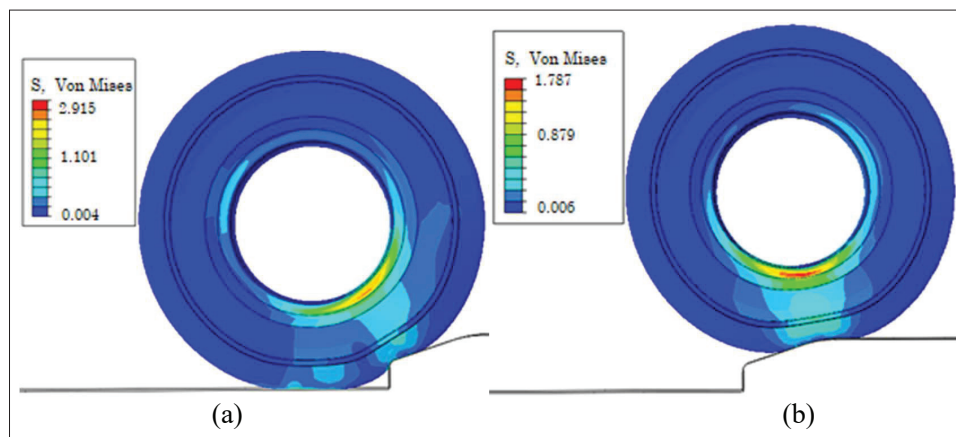 S, Von Mises
2.915
1.101
0.004
(a)
S, Von Mises
1.787
0.879
0.006
(b)